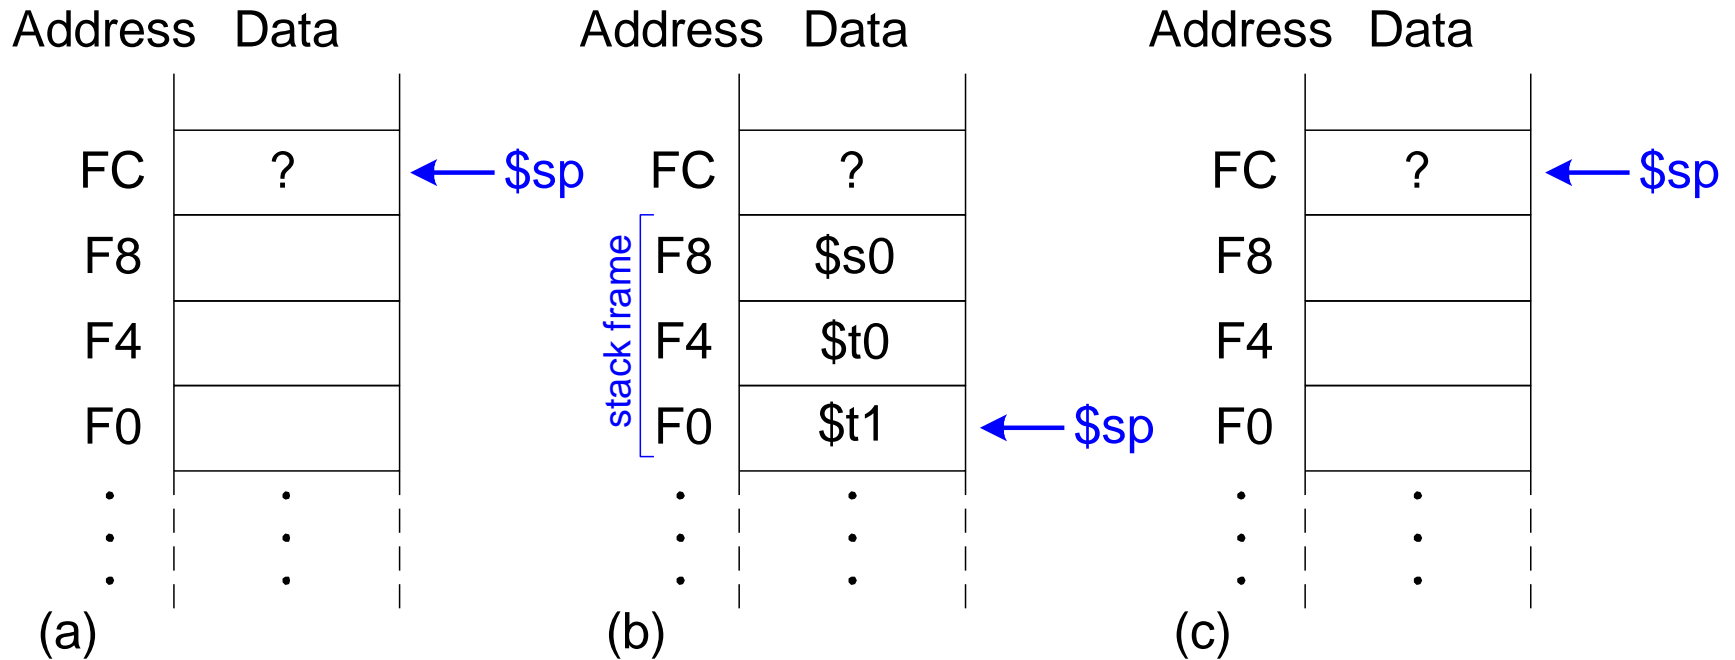 Address Data Address Data Address Data
FC ? $sp FC ? FC ? $sp
F8 F8 $s0 F8
stack frame
F4 F4 $t0 F4
F0 F0 $t1 $sp F0
(a) (b) (c)